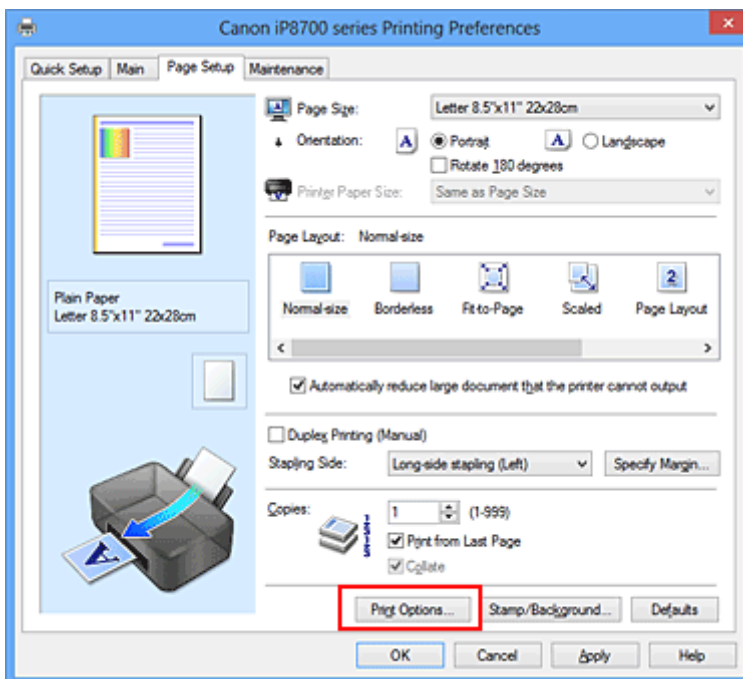 Canon iP8700 series Printing Preferences
Quick Setup Main Page Setup Maintenance
Page Size: Letter 8.5"x11" 22x28cm
Orientation: A Portrait A Landscape
Rotate 180 degrees
Printer Paper Size: Same as Page Size
Page Layout: Normal-size
Normal-size Borderless Fit-to-Page Scaled Page Layout
Plain Paper
Letter 8.5"x11" 22x28cm
Automatically reduce large document that the printer cannot output
Duplex Printing (Manual)
Stapling Side: Long-side stapling (Left) Specify Margin...
Copies: 1 (1-999)
Print from Last Page
Collate
Print Options... Stamp/Background... Defaults
OK Cancel Apply Help